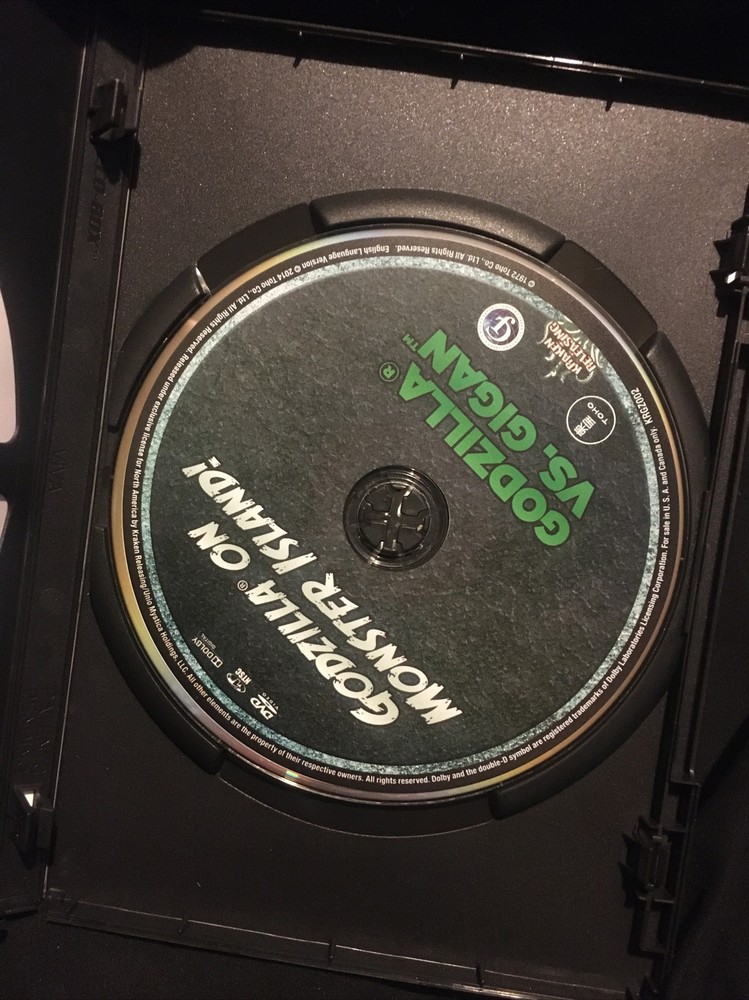 GODZILLA®
VS. GIGAN™
GODZILLA® ON
MONSTER ISLAND!
KRAKEN
RELEASING
TOHO
DOLBY
DIGITAL
NTSC
DVD
VIDEO
© 1972 Toho Co., Ltd. All Rights Reserved. English Language Version © 2014 Toho Co., Ltd. All Rights Reserved. Released under exclusive license for North America by Kraken Releasing/Unio Mystica Holdings, LLC. All other elements are the property of their respective owners. All rights reserved. Dolby and the double-D symbol are registered trademarks of Dolby Laboratories Licensing Corporation. For sale in U. S. A. and Canada only. KRGZ002